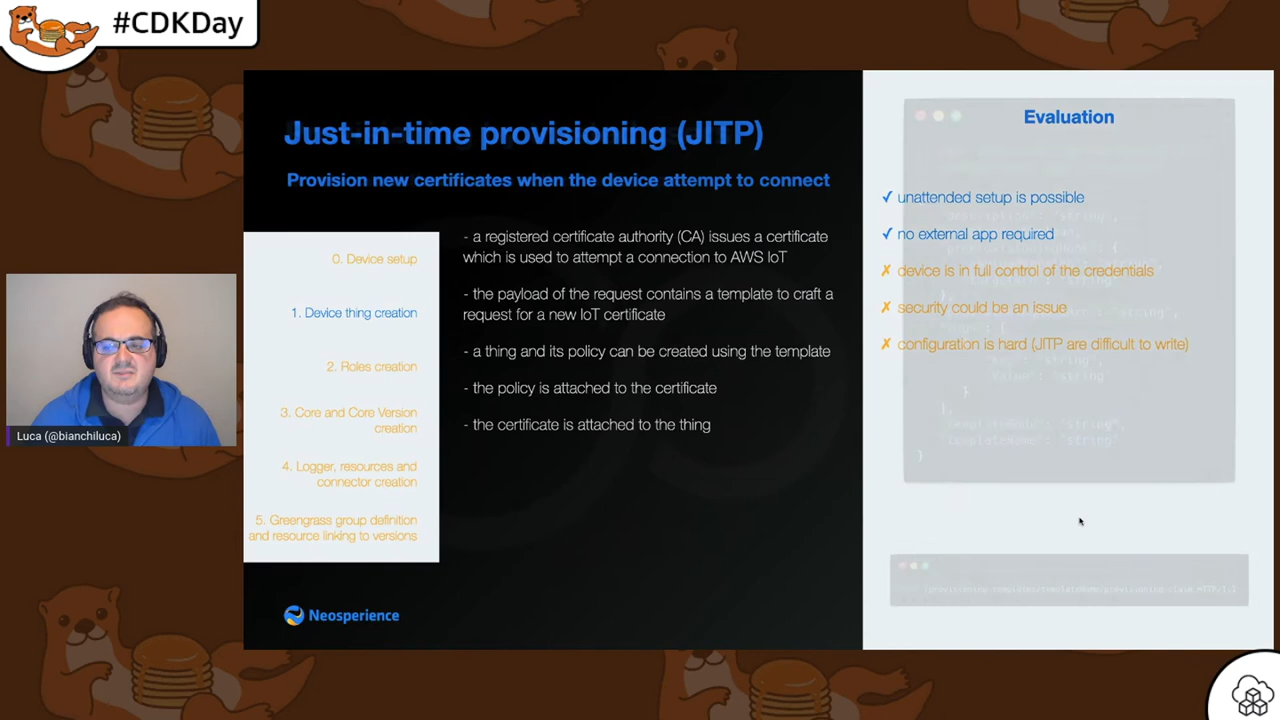 #CDKDay
Just-in-time provisioning (JITP)
Provision new certificates when the device attempt to connect
0. Device setup
1. Device thing creation
2. Roles creation
3. Core and Core Version
creation
4. Logger, resources and
connector creation
5. Greengrass group definition
and resource linking to versions
- a registered certificate authority (CA) issues a certificate
which is used to attempt a connection to AWS IoT
- the payload of the request contains a template to craft a
request for a new IoT certificate
- a thing and its policy can be created using the template
- the policy is attached to the certificate
- the certificate is attached to the thing
Neosperience
Evaluation
✓ unattended setup is possible
✓ no external app required
✗ device is in full control of the credentials
✗ security could be an issue
✗ configuration is hard (JITP are difficult to write)
"string"
}
],
"templateName": "string"
}
Luca (@bianchiluca)